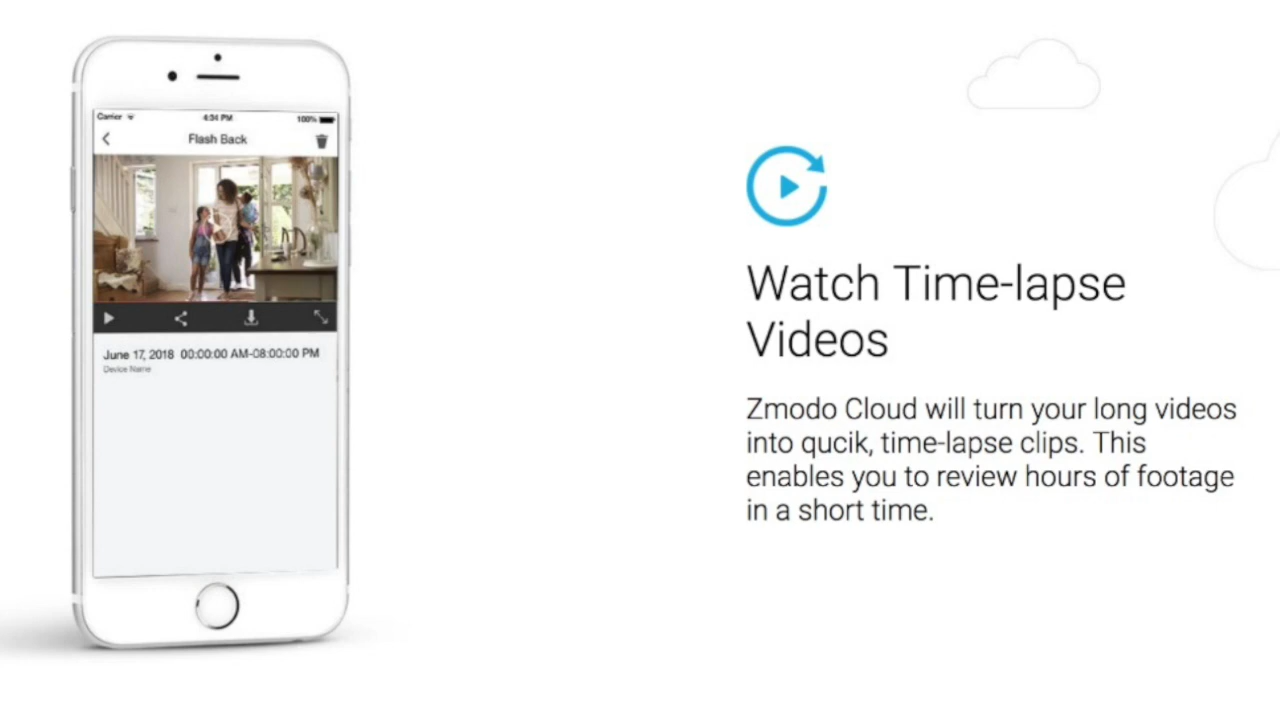 Carrier 4:34 PM 100%
Flash Back
June 17, 2018 00:00:00 AM-08:00:00 PM
Device Name
Watch Time-lapse
Videos
Zmodo Cloud will turn your long videos
into qucik, time-lapse clips. This
enables you to review hours of footage
in a short time.